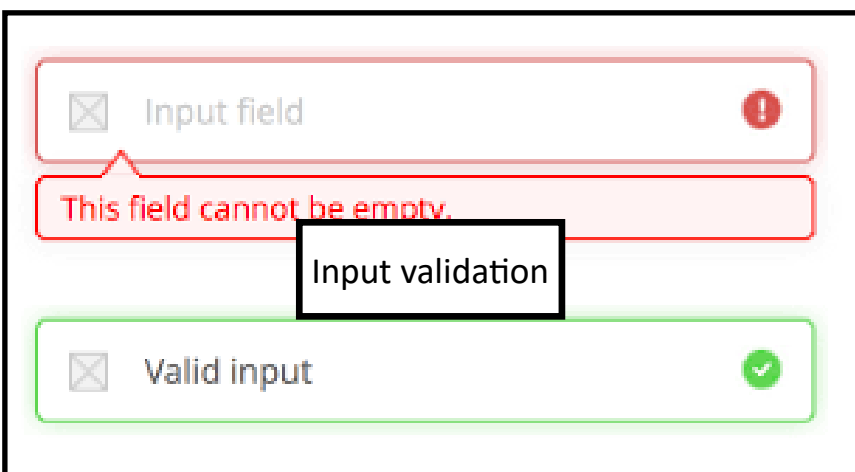 Input field
This field cannot be empty.
Input validation
Valid input